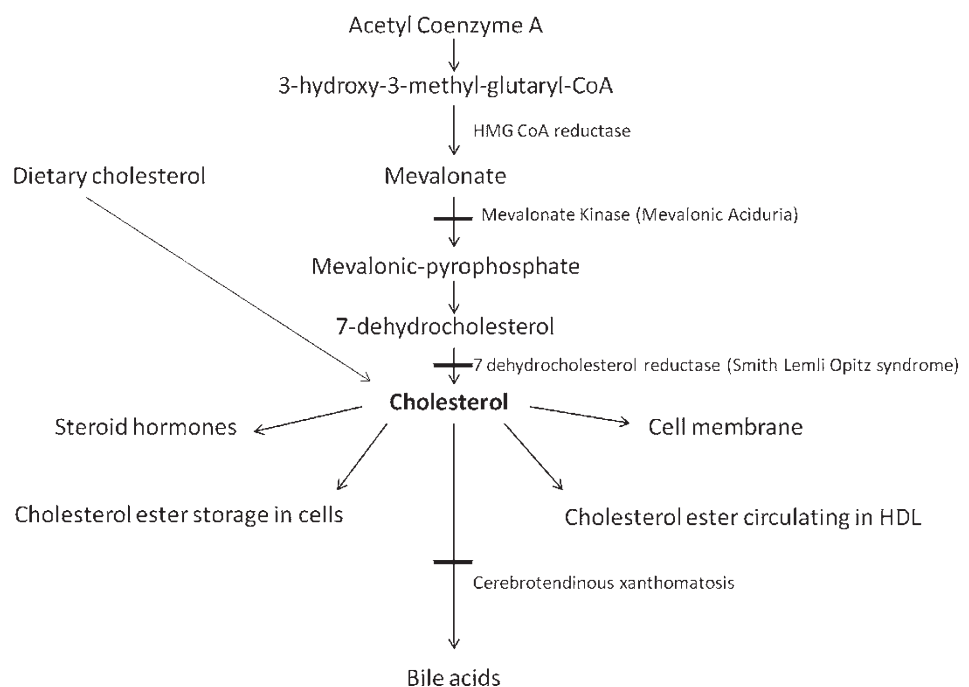 Acetyl Coenzyme A
3-hydroxy-3-methyl-glutaryl-CoA
HMG CoA reductase
Dietary cholesterol
Mevalonate
Mevalonate Kinase (Mevalonic Aciduria)
Mevalonic-pyrophosphate
7-dehydrocholesterol
7 dehydrocholesterol reductase (Smith Lemli Opitz syndrome)
Cholesterol
Steroid hormones
Cell membrane
Cholesterol ester storage in cells
Cholesterol ester circulating in HDL
Cerebrotendinous xanthomatosis
Bile acids